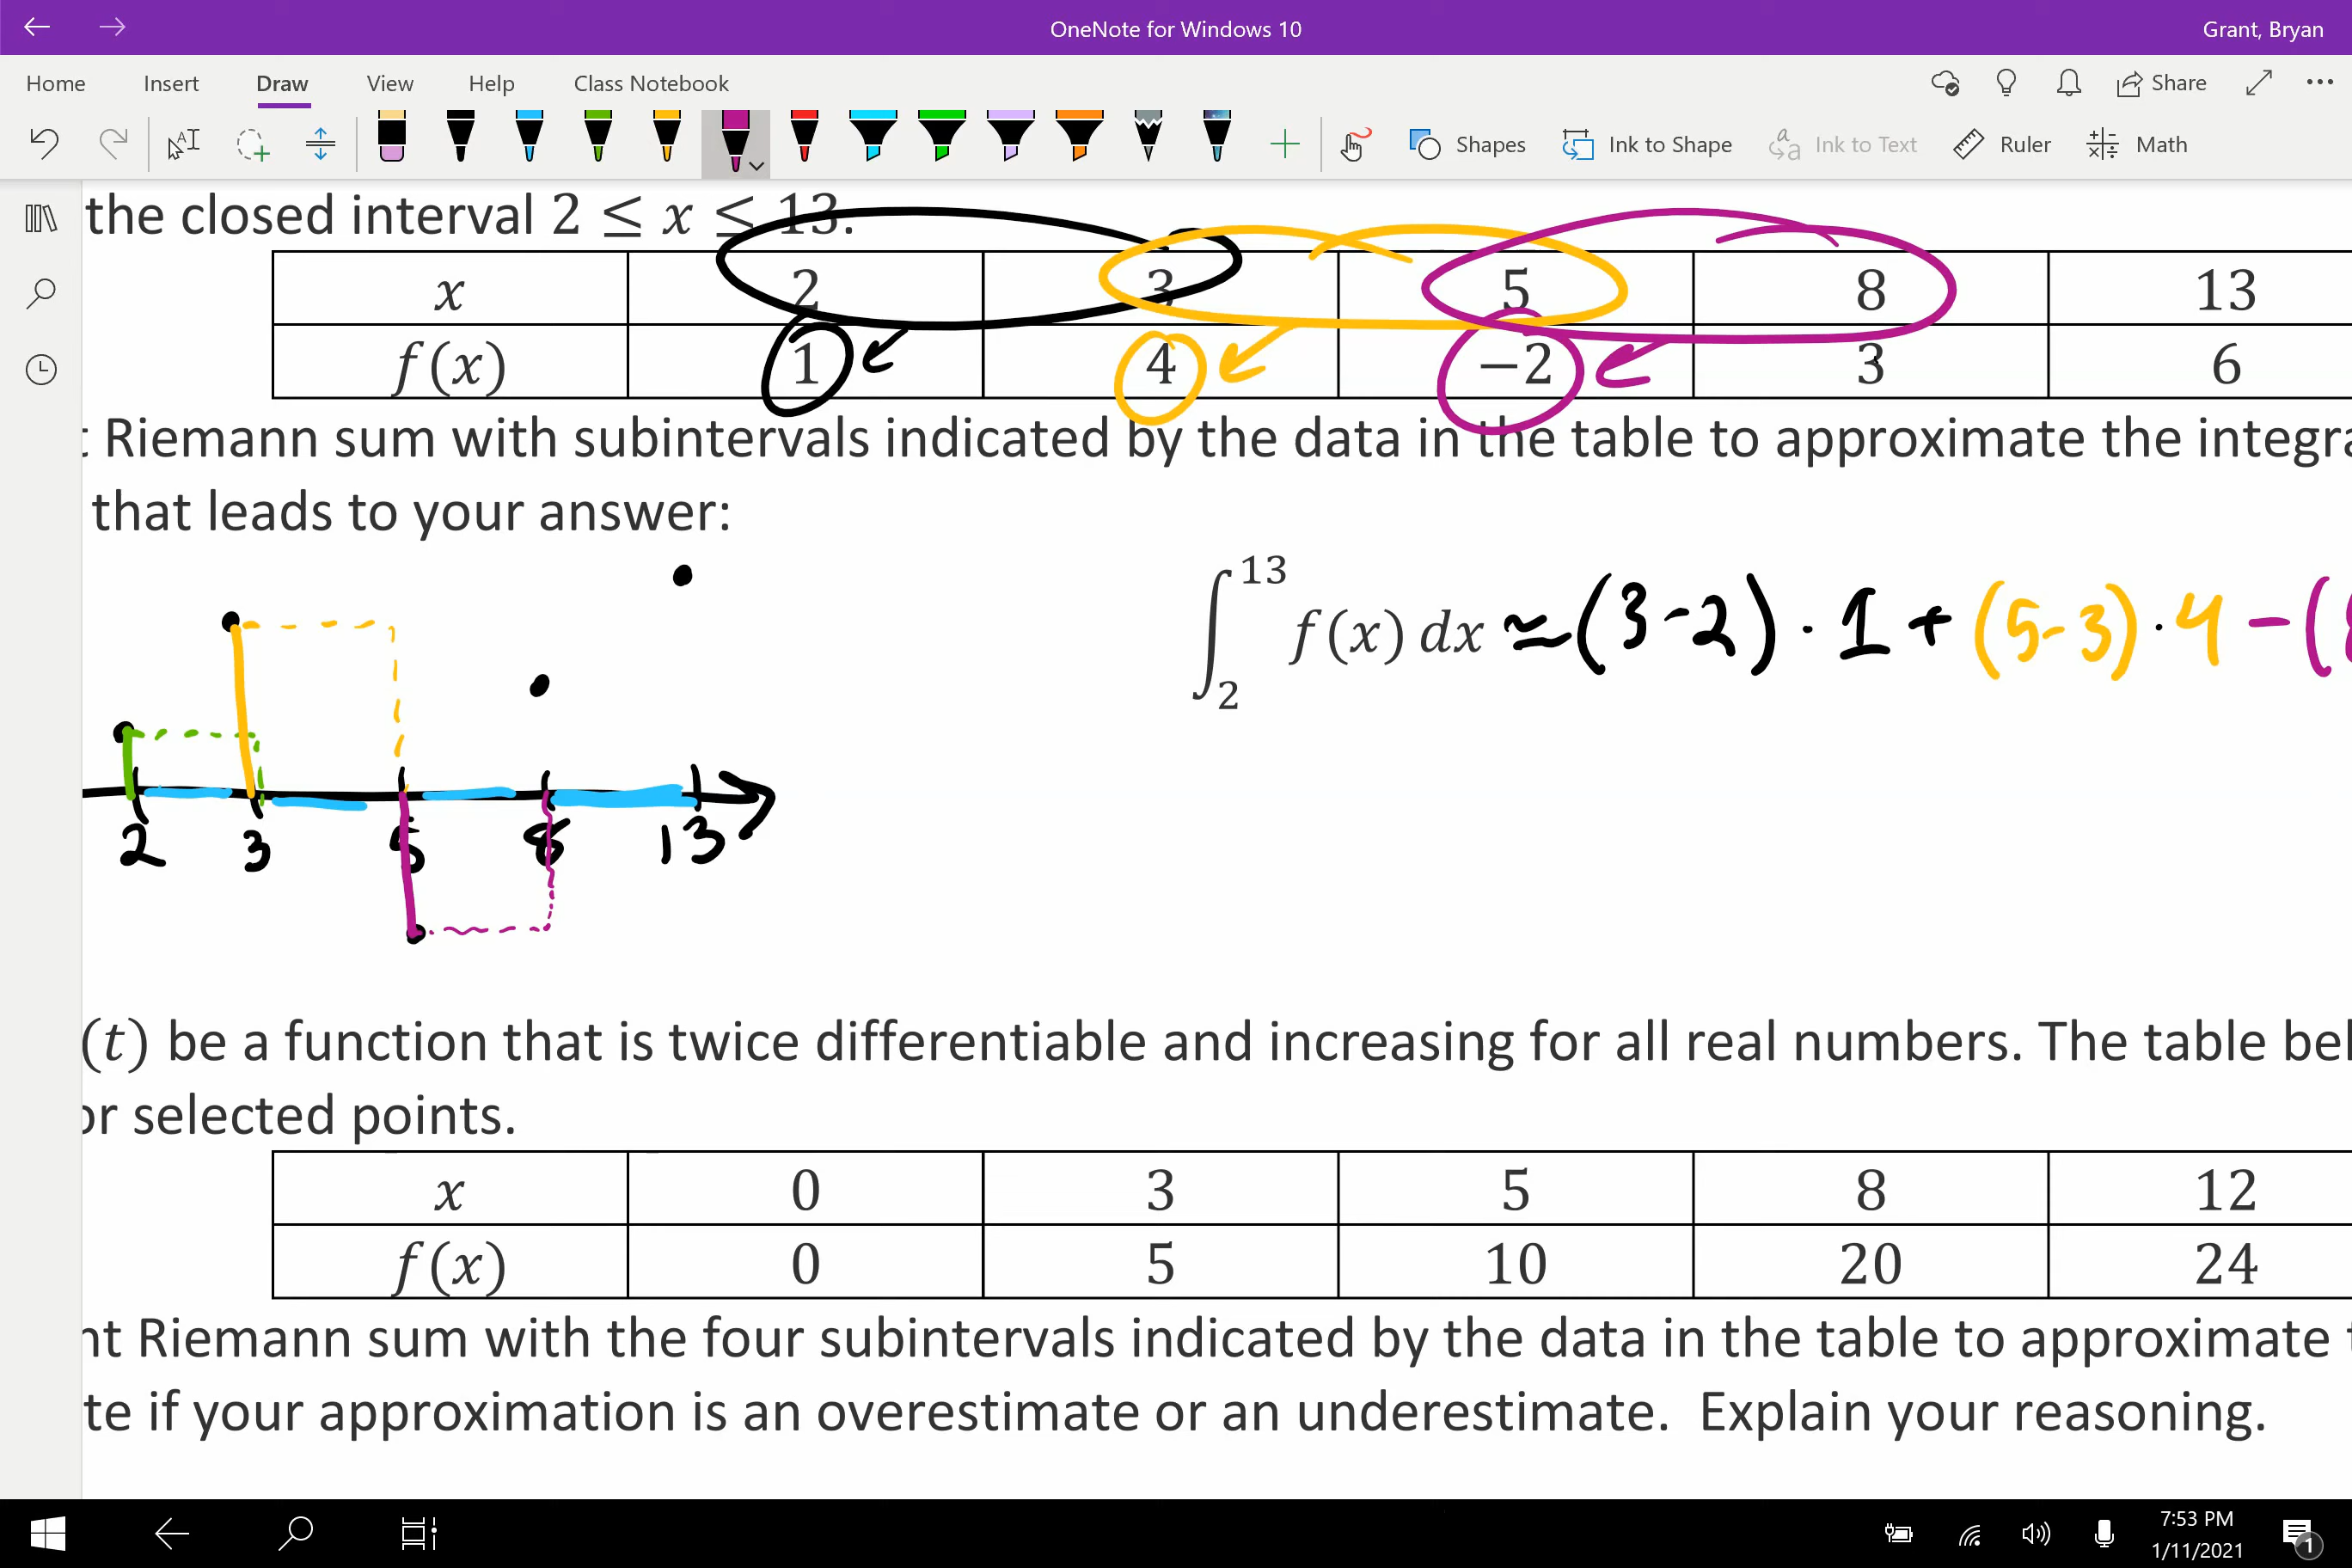 OneNote for Windows 10
Grant, Bryan
Home Insert Draw View Help Class Notebook Share
Shapes Ink to Shape Ink to Text Ruler Math
the closed interval 2 ≤ x ≤ 13.
x 2 3 5 8 13
f(x) 1 4 −2 3 6
Riemann sum with subintervals indicated by the data in the table to approximate the
that leads to your answer:
∫₂¹³ f(x) dx ≈ (3-2) · 1 + (5-3) · 4 - (
2 3 5 8 13
(t) be a function that is twice differentiable and increasing for all real numbers. The table
selected points.
x 0 3 5 8 12
f(x) 0 5 10 20 24
Riemann sum with the four subintervals indicated by the data in the table to approximate
if your approximation is an overestimate or an underestimate. Explain your reasoning.
7:53 PM
1/11/2021
1